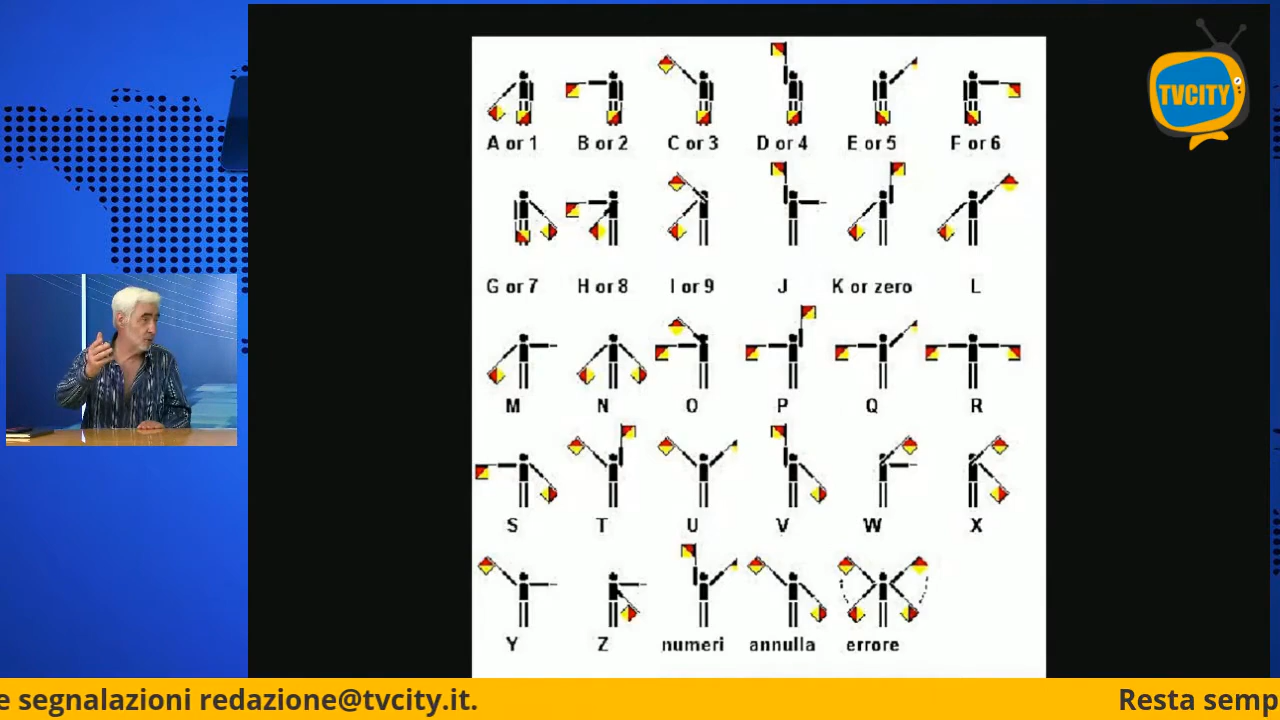 TVCITY
A or 1 B or 2 C or 3 D or 4 E or 5 F or 6
G or 7 H or 8 I or 9 J K or zero L
M N O P Q R
S T U V W X
Y Z numeri annulla errore
e segnalazioni redazione@tvcity.it. Resta semp